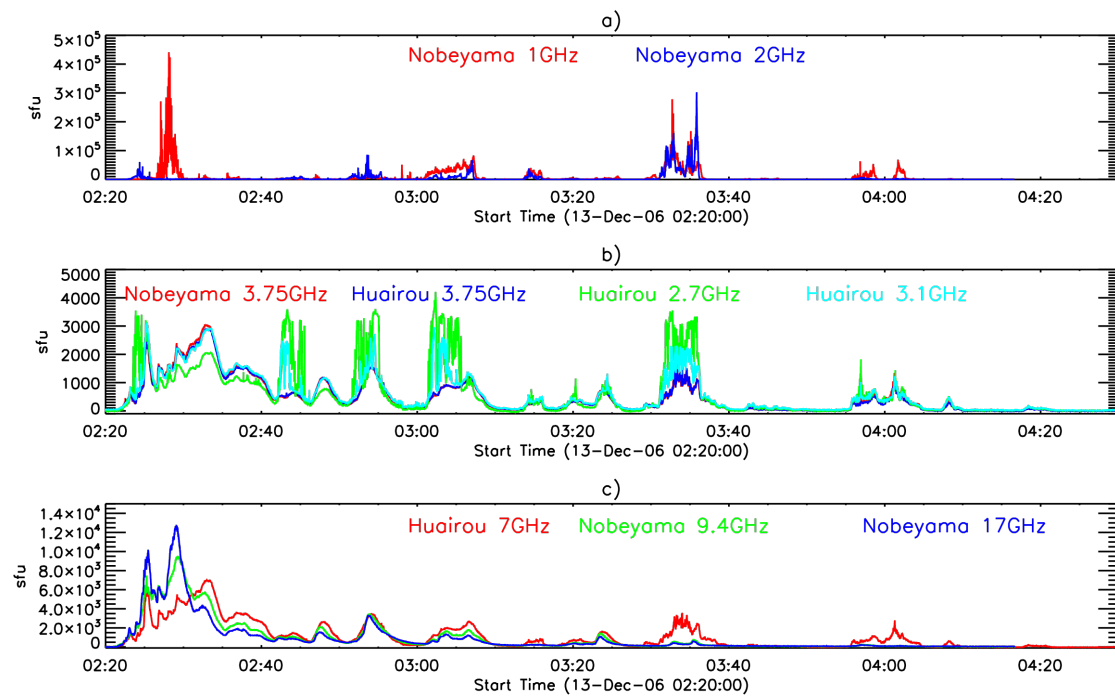 a)
5×10⁵
4×10⁵
3×10⁵
2×10⁵
1×10⁵
0
sfu
Nobeyama 1GHz Nobeyama 2GHz
02:20 02:40 03:00 03:20 03:40 04:00 04:20
Start Time (13-Dec-06 02:20:00)
b)
5000
4000
3000
2000
1000
0
sfu
Nobeyama 3.75GHz Huairou 3.75GHz Huairou 2.7GHz Huairou 3.1GHz
02:20 02:40 03:00 03:20 03:40 04:00 04:20
Start Time (13-Dec-06 02:20:00)
c)
1.4×10⁴
1.2×10⁴
1.0×10⁴
8.0×10³
6.0×10³
4.0×10³
2.0×10³
0
sfu
Huairou 7GHz Nobeyama 9.4GHz Nobeyama 17GHz
02:20 02:40 03:00 03:20 03:40 04:00 04:20
Start Time (13-Dec-06 02:20:00)